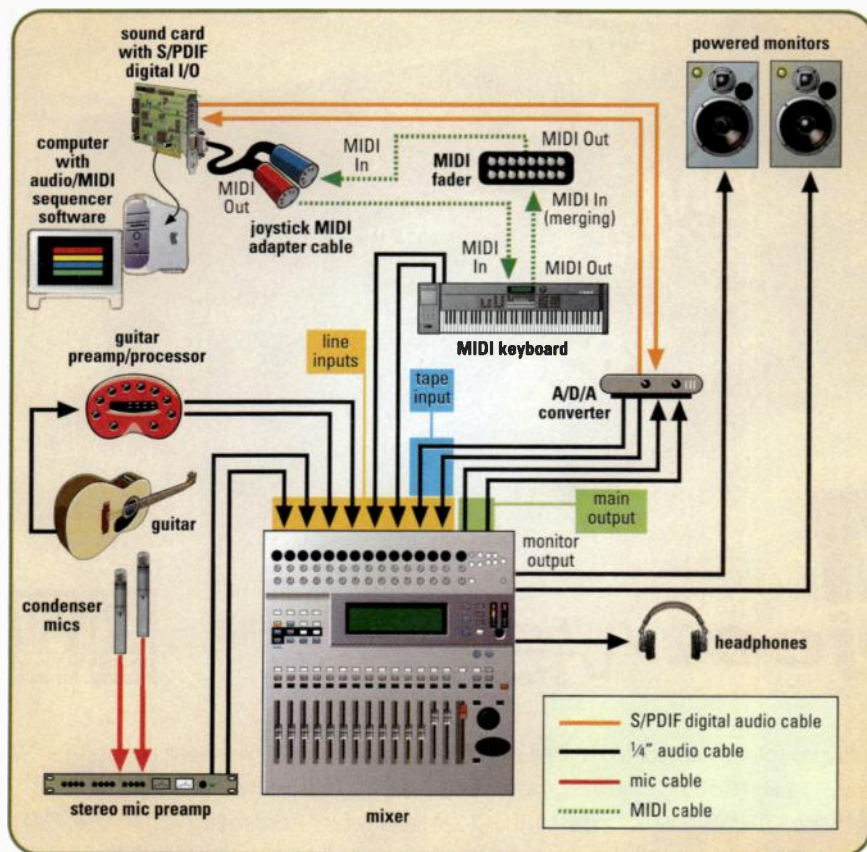 sound card
with S/PDIF
digital I/O
powered monitors
computer
with
audio/MIDI
sequencer
software
MIDI
In
MIDI Out
MIDI
fader
MIDI
Out
joystick MIDI
adapter cable
MIDI In
(merging)
MIDI
In
MIDI Out
MIDI keyboard
guitar
preamp/processor
line
inputs
tape
input
A/D/A
converter
guitar
main
output
monitor
output
condenser
mics
headphones
S/PDIF digital audio cable
¼" audio cable
mic cable
MIDI cable
stereo mic preamp
mixer